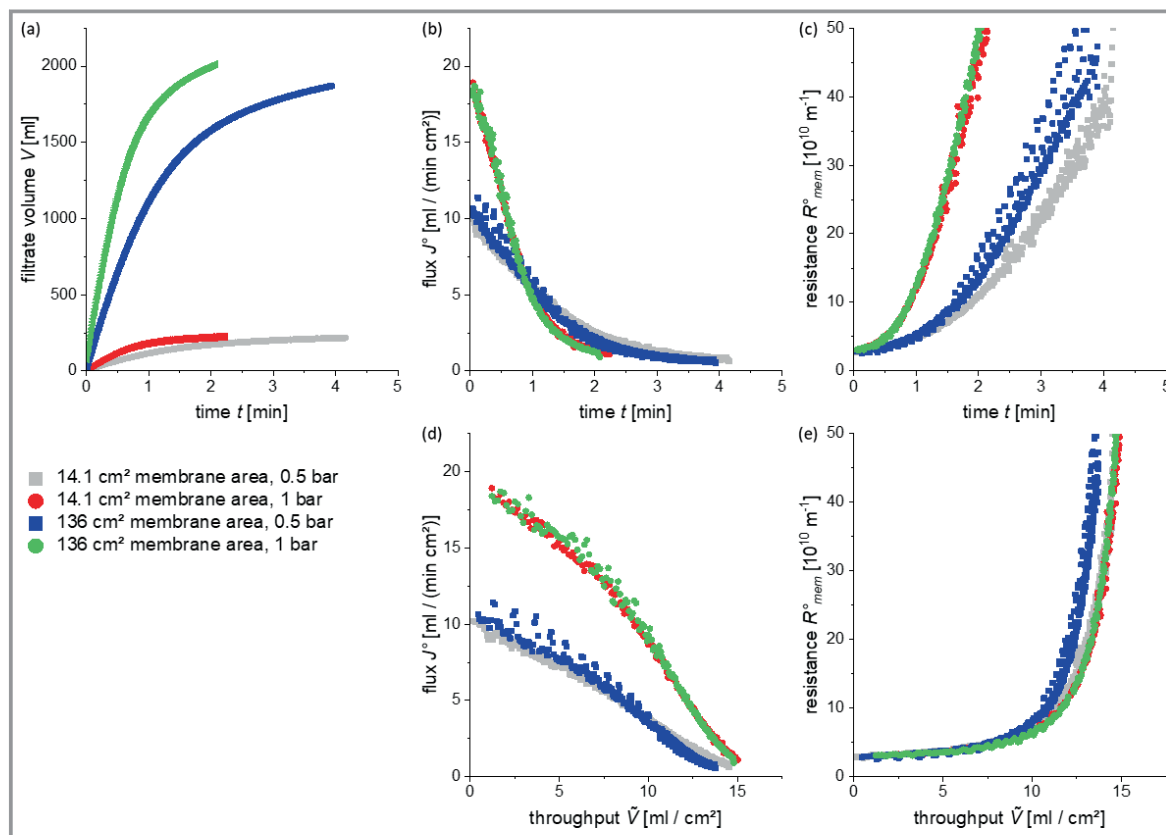 (a)
filtrate volume V [ml]
2000
1500
1000
500
0
0 1 2 3 4 5
time t [min]
(b)
flux J° [ml / (min cm²)]
20
15
10
5
0
0 1 2 3 4 5
time t [min]
(c)
resistance R°mem [10¹⁰ m⁻¹]
50
40
30
20
10
0
0 1 2 3 4 5
time t [min]
14.1 cm² membrane area, 0.5 bar
14.1 cm² membrane area, 1 bar
136 cm² membrane area, 0.5 bar
136 cm² membrane area, 1 bar
(d)
flux J° [ml / (min cm²)]
20
15
10
5
0
0 5 10 15
throughput Ṽ [ml / cm²]
(e)
resistance R°mem [10¹⁰ m⁻¹]
50
40
30
20
10
0
0 5 10 15
throughput Ṽ [ml / cm²]